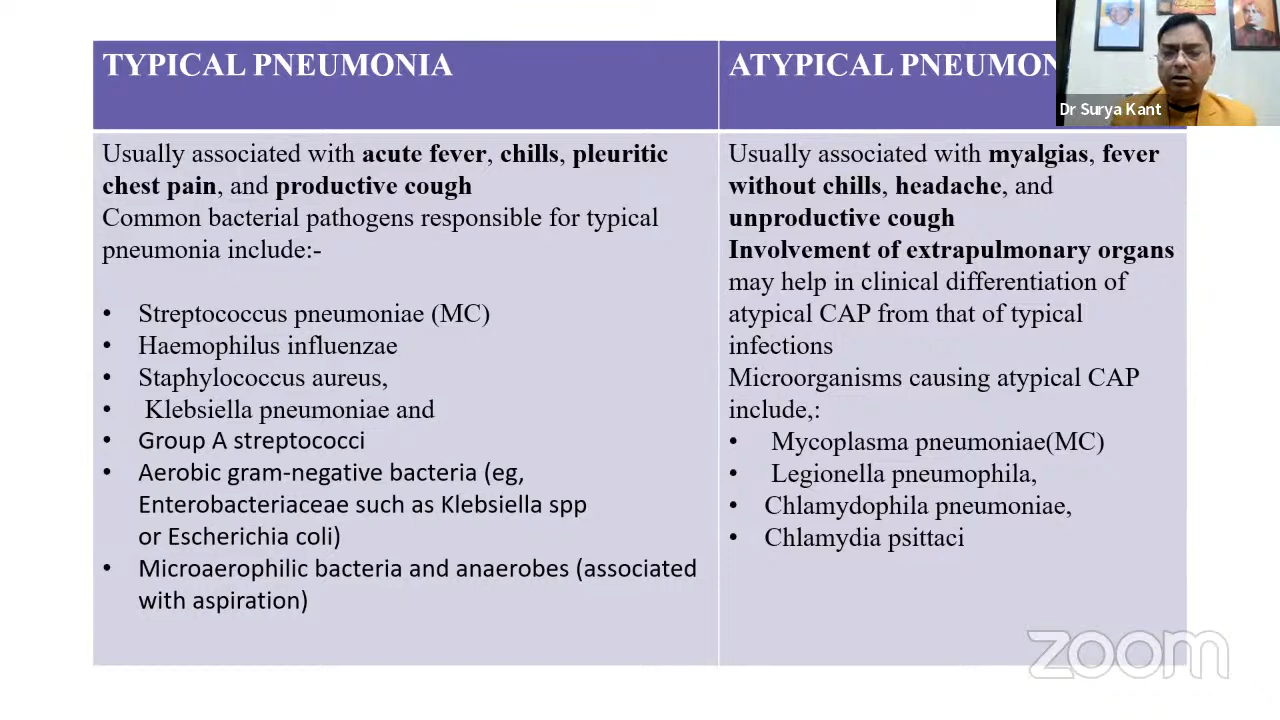 TYPICAL PNEUMONIA
Usually associated with acute fever, chills, pleuritic
chest pain, and productive cough
Common bacterial pathogens responsible for typical
pneumonia include:-
• Streptococcus pneumoniae (MC)
• Haemophilus influenzae
• Staphylococcus aureus,
• Klebsiella pneumoniae and
• Group A streptococci
• Aerobic gram-negative bacteria (eg,
Enterobacteriaceae such as Klebsiella spp
or Escherichia coli)
• Microaerophilic bacteria and anaerobes (associated
with aspiration)
ATYPICAL PNEUMON
Usually associated with myalgias, fever
without chills, headache, and
unproductive cough
Involvement of extrapulmonary organs
may help in clinical differentiation of
atypical CAP from that of typical
infections
Microorganisms causing atypical CAP
include,:
• Mycoplasma pneumoniae(MC)
• Legionella pneumophila,
• Chlamydophila pneumoniae,
• Chlamydia psittaci
Dr Surya Kant
zoom